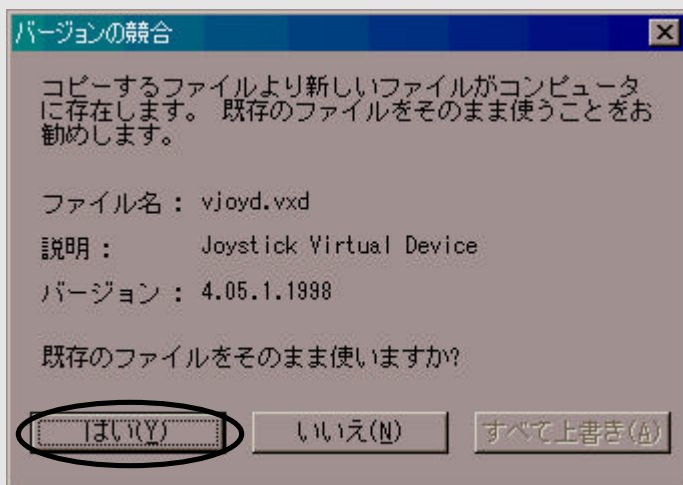 バージョンの競合
コピーするファイルより新しいファイルがコンピュータ
に存在します。 既存のファイルをそのまま使うことをお
勧めします。
ファイル名： vjoyd.vxd
説明： Joystick Virtual Device
バージョン： 4.05.1.1998
既存のファイルをそのまま使いますか?
はい(Y) いいえ(N) すべて上書き(A)